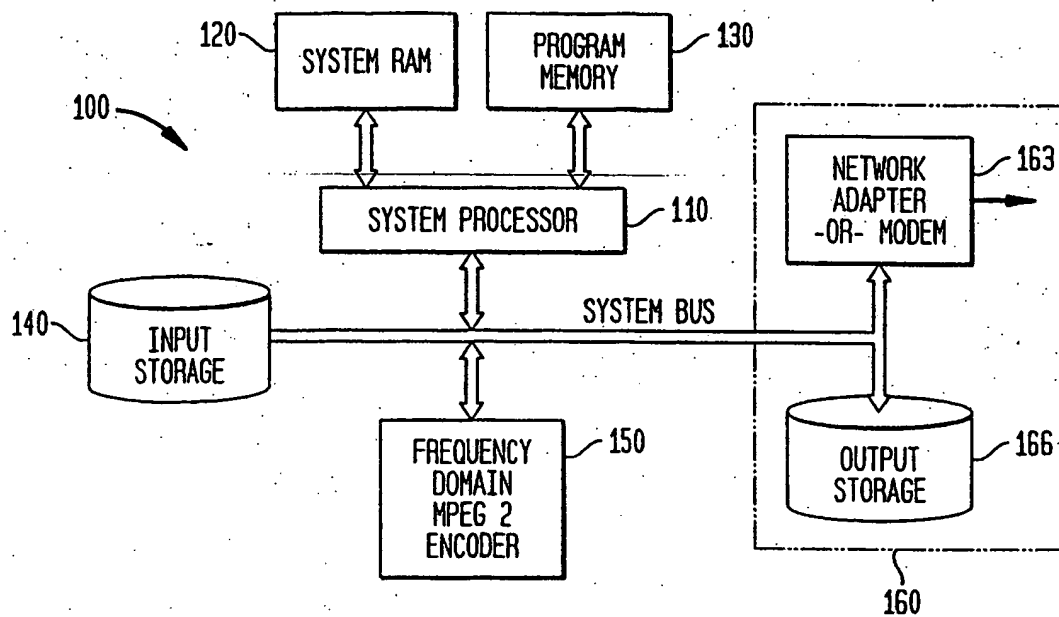 120
SYSTEM RAM
PROGRAM
MEMORY
130
100
SYSTEM PROCESSOR
110
NETWORK
ADAPTER
-OR- MODEM
163
140
INPUT
STORAGE
SYSTEM BUS
FREQUENCY
DOMAIN
MPEG 2
ENCODER
150
OUTPUT
STORAGE
166
160